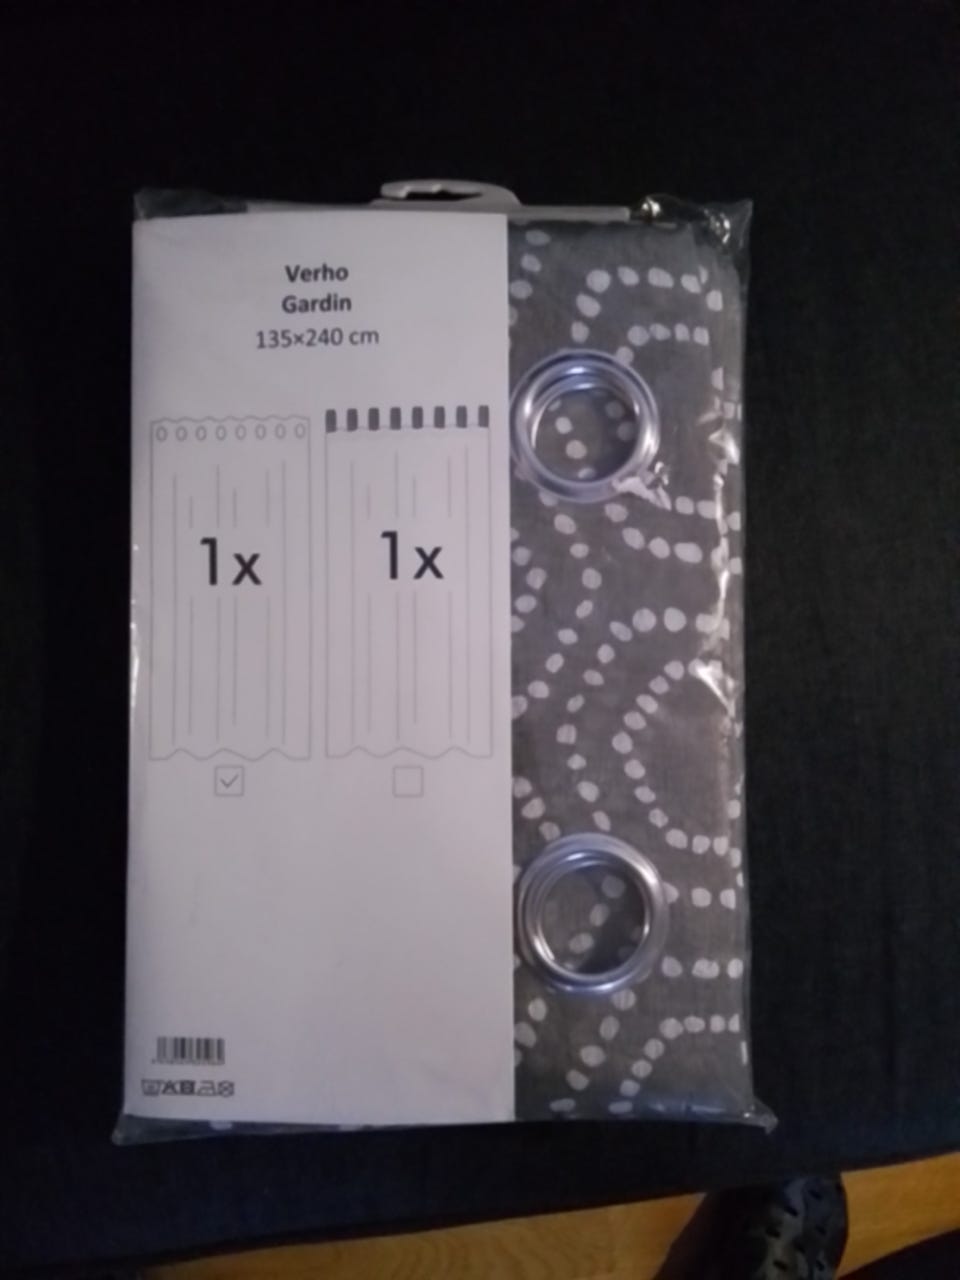 Verho
Gardin
135×240 cm
1x
1x